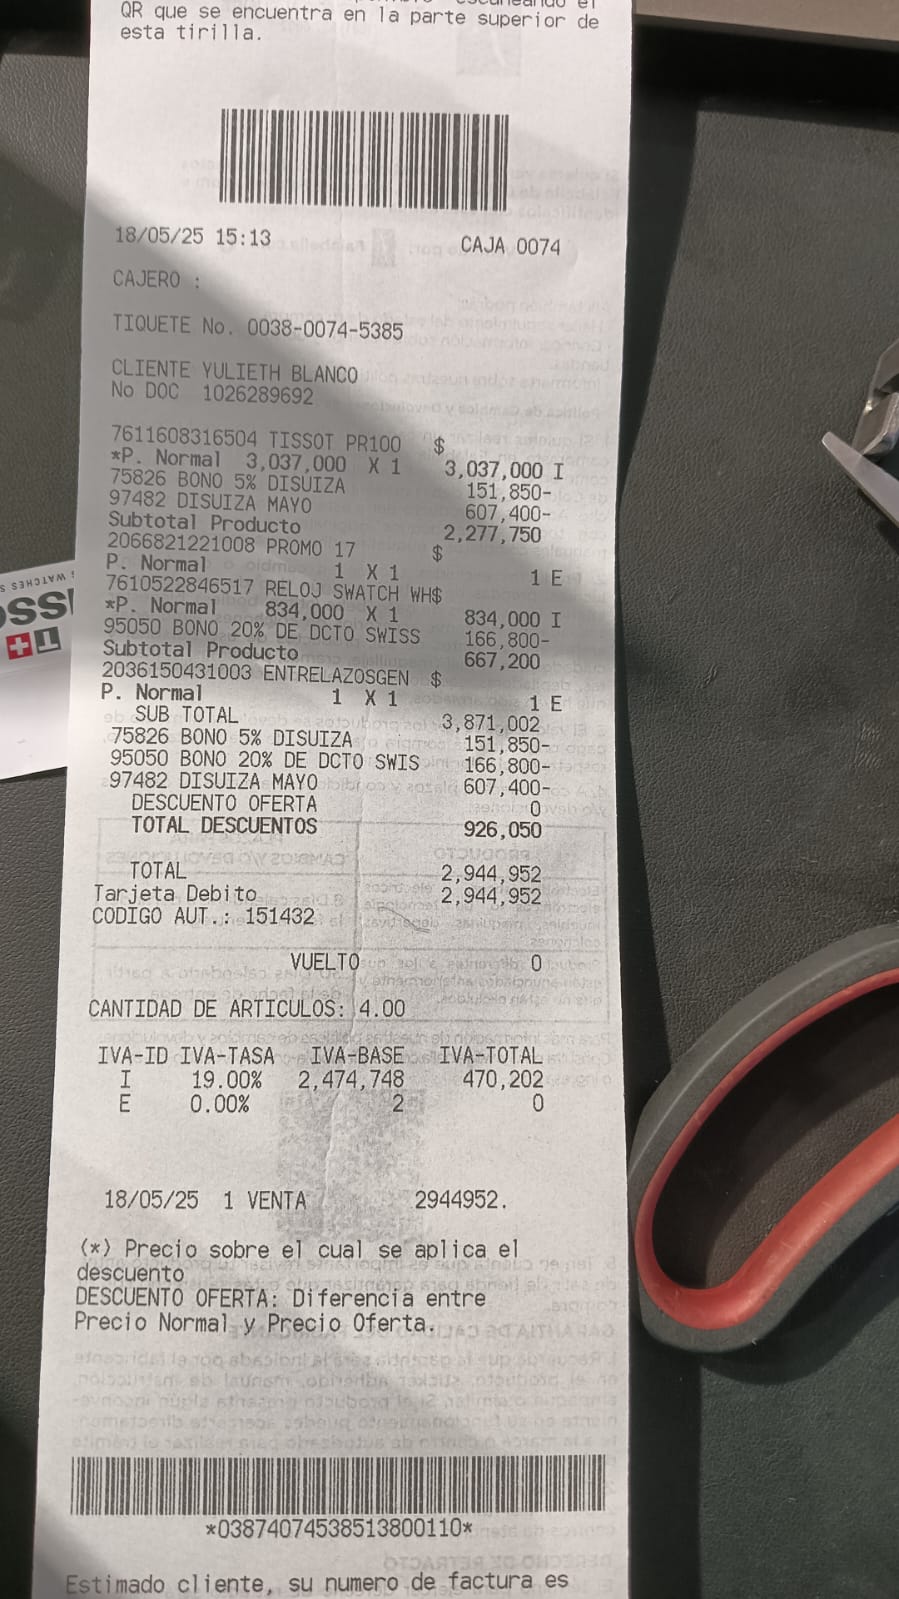 QR que se encuentra en la parte superior de
esta tirilla.
18/05/25 15:13 CAJA 0074
CAJERO :
TIQUETE No. 0038-0074-5385
CLIENTE YULIETH BLANCO
No DOC 1026289692
7611608316504 TISSOT PR100 $
*P. Normal 3,037,000 X 1 3,037,000 I
75826 BONO 5% DISUIZA 151,850-
97482 DISUIZA MAYO 607,400-
Subtotal Producto 2,277,750
2066821221008 PROMO 17 $
P. Normal 1 X 1 1 E
7610522846517 RELOJ SWATCH WH$
*P. Normal 834,000 X 1 834,000 I
95050 BONO 20% DE DCTO SWISS 166,800-
Subtotal Producto 667,200
2036150431003 ENTRELAZOSGEN $
P. Normal 1 X 1 1 E
SUB TOTAL 3,871,002
75826 BONO 5% DISUIZA 151,850-
95050 BONO 20% DE DCTO SWIS 166,800-
97482 DISUIZA MAYO 607,400-
DESCUENTO OFERTA 0
TOTAL DESCUENTOS 926,050
TOTAL 2,944,952
Tarjeta Debito 2,944,952
CODIGO AUT.: 151432
VUELTO 0
CANTIDAD DE ARTICULOS: 4.00
IVA-ID IVA-TASA IVA-BASE IVA-TOTAL
I 19.00% 2,474,748 470,202
E 0.00% 2 0
18/05/25 1 VENTA 2944952.
(*) Precio sobre el cual se aplica el
descuento
DESCUENTO OFERTA: Diferencia entre
Precio Normal y Precio Oferta.
*03874074538513800110*
Estimado cliente, su numero de factura es